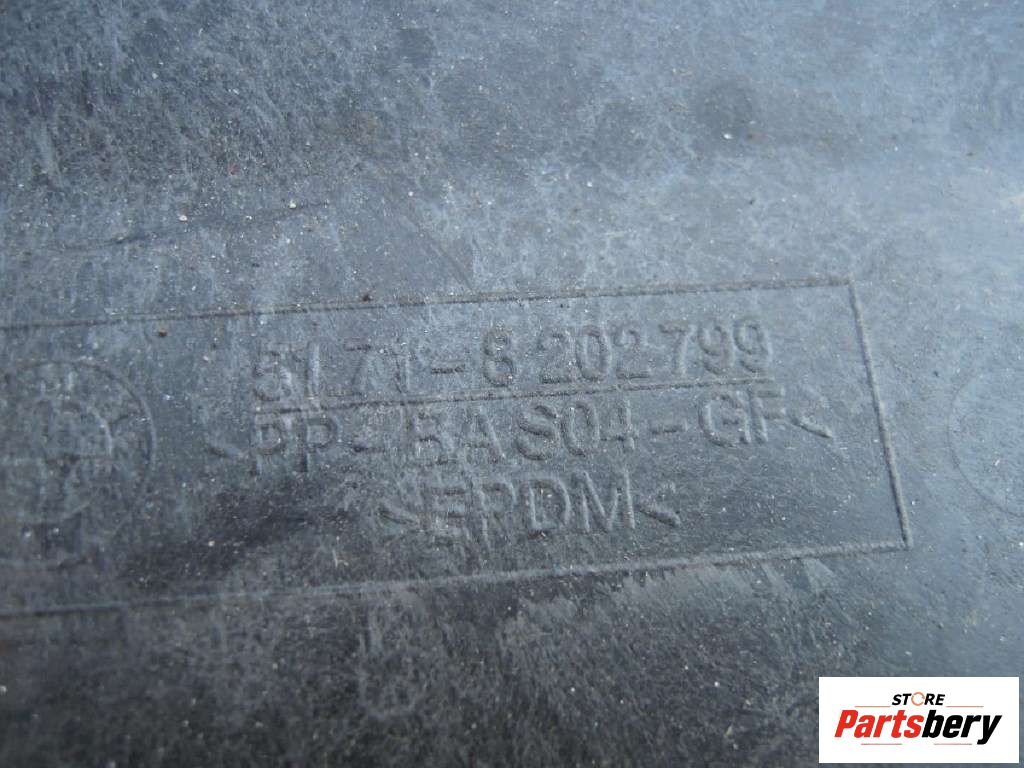 51 71-8 202 799
<PP-BAS04-GF<
<EPDM<
STORE
Partsbery